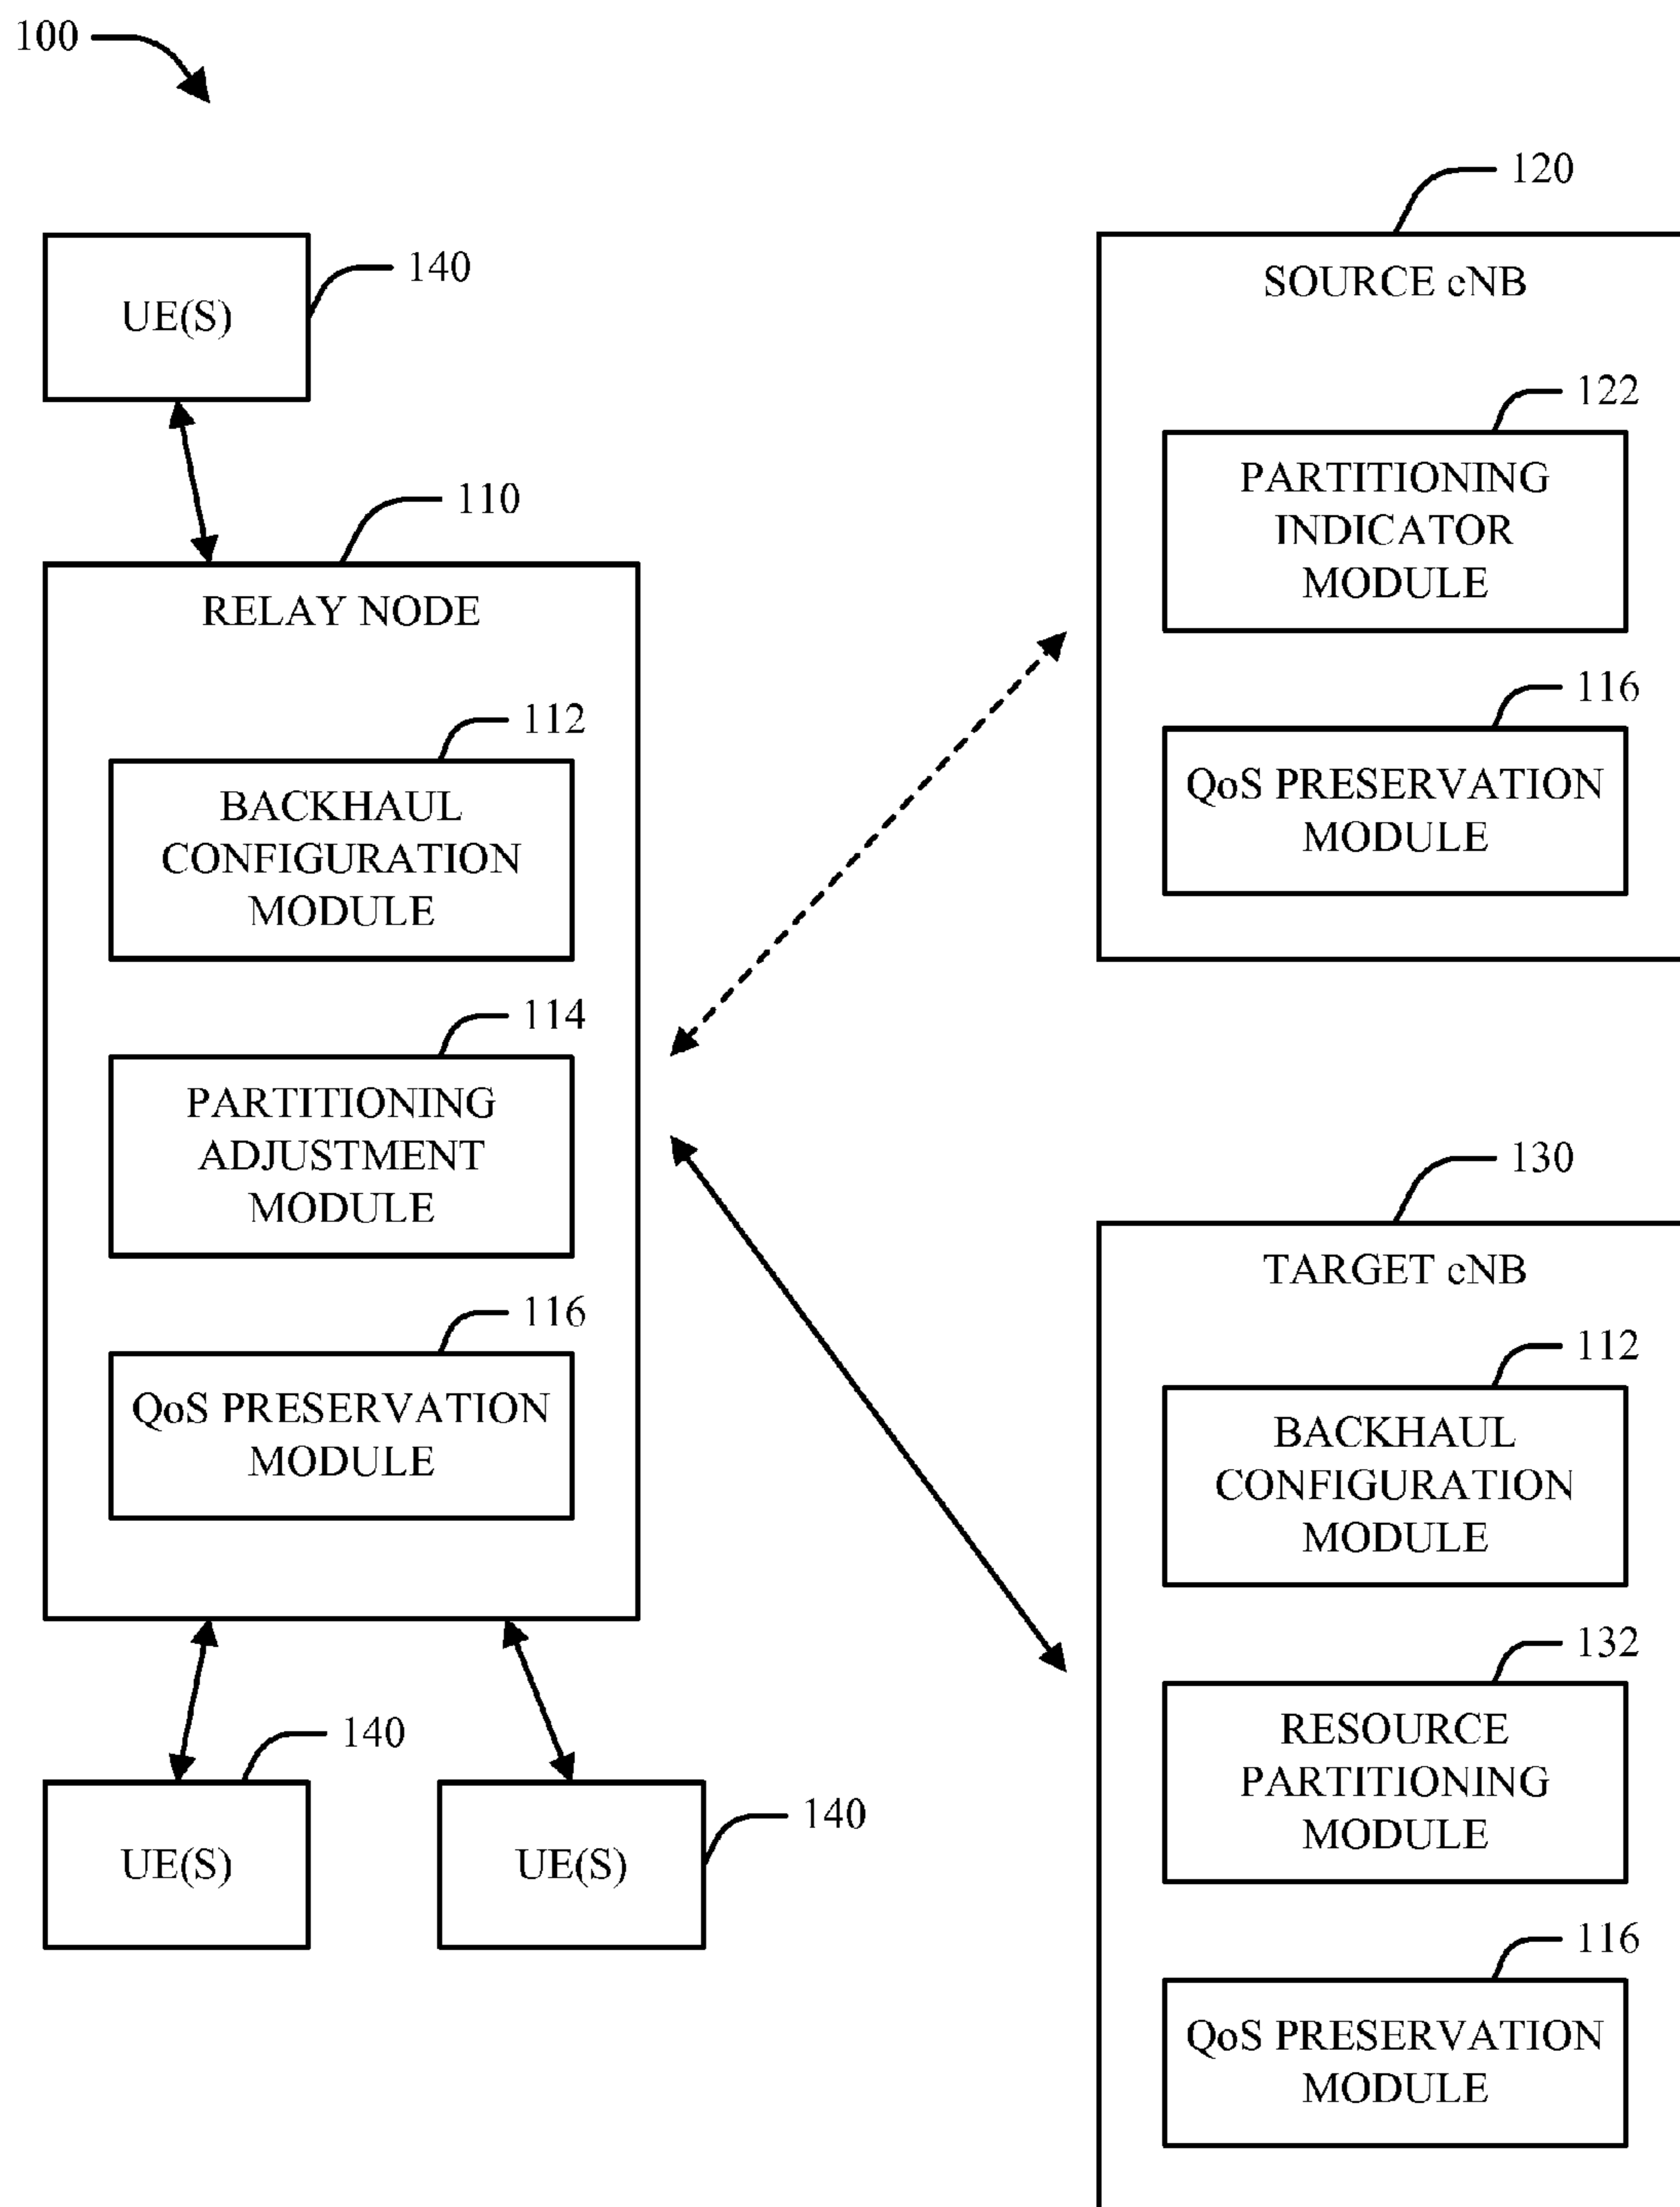 100
120
UE(S)
140
SOURCE eNB
122
PARTITIONING
INDICATOR
MODULE
116
QoS PRESERVATION
MODULE
110
RELAY NODE
112
BACKHAUL
CONFIGURATION
MODULE
114
PARTITIONING
ADJUSTMENT
MODULE
116
QoS PRESERVATION
MODULE
130
TARGET eNB
112
BACKHAUL
CONFIGURATION
MODULE
132
RESOURCE
PARTITIONING
MODULE
116
QoS PRESERVATION
MODULE
140
UE(S)
140
UE(S)